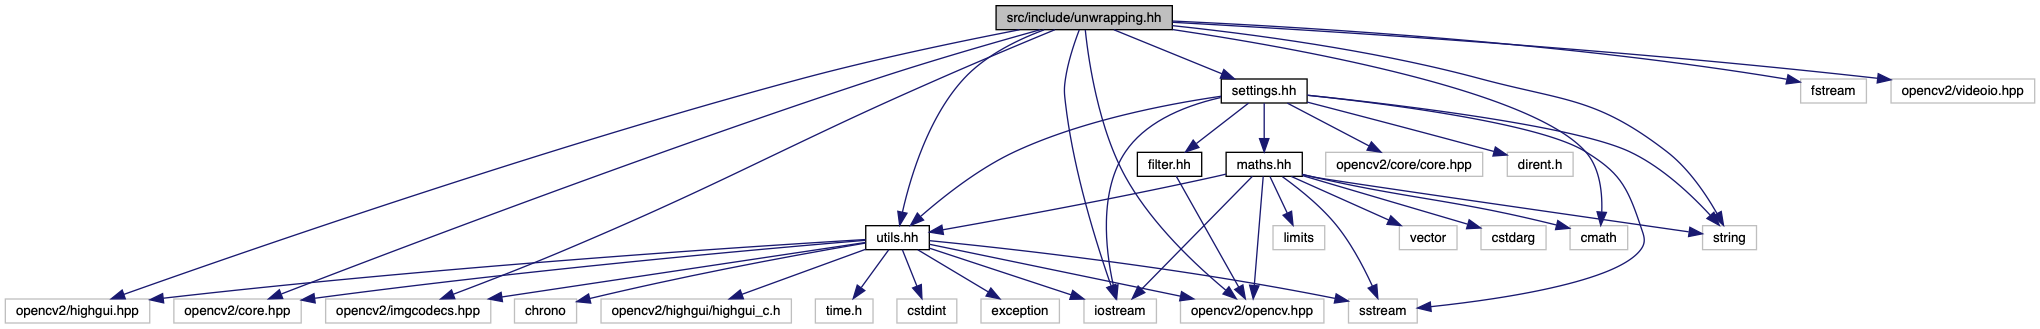 src/include/unwrapping.hh
settings.hh
fstream
opencv2/videoio.hpp
filter.hh
maths.hh
opencv2/core/core.hpp
dirent.h
utils.hh
limits
vector
cstdarg
cmath
string
opencv2/highgui.hpp
opencv2/core.hpp
opencv2/imgcodecs.hpp
chrono
opencv2/highgui/highgui_c.h
time.h
cstdint
exception
iostream
opencv2/opencv.hpp
sstream